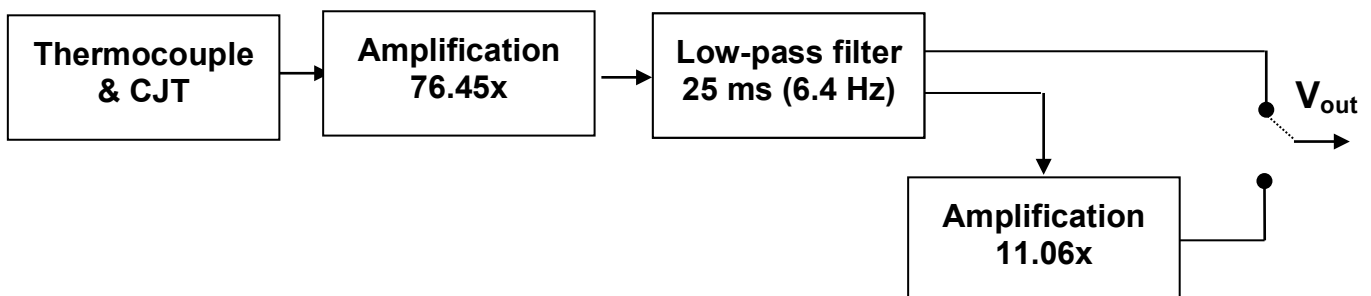 Thermocouple
& CJT
Amplification
76.45x
Low-pass filter
25 ms (6.4 Hz)
Vout
Amplification
11.06x